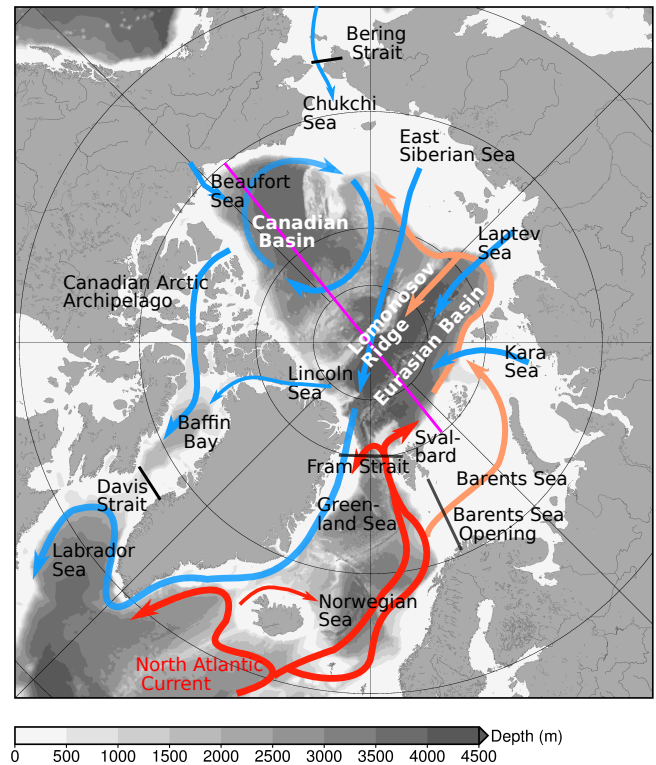 Bering
Strait
Chukchi
Sea
East
Siberian Sea
Beaufort
Sea
Canadian
Basin
Laptev
Sea
Canadian Arctic
Archipelago
Lomonosov
Ridge
Eurasian Basin
Kara
Sea
Lincoln
Sea
Baffin
Bay
Sval-
bard
Fram Strait
Barents Sea
Davis
Strait
Green-
land Sea
Barents Sea
Opening
Labrador
Sea
Norwegian
Sea
North Atlantic
Current
Depth (m)
0 500 1000 1500 2000 2500 3000 3500 4000 4500